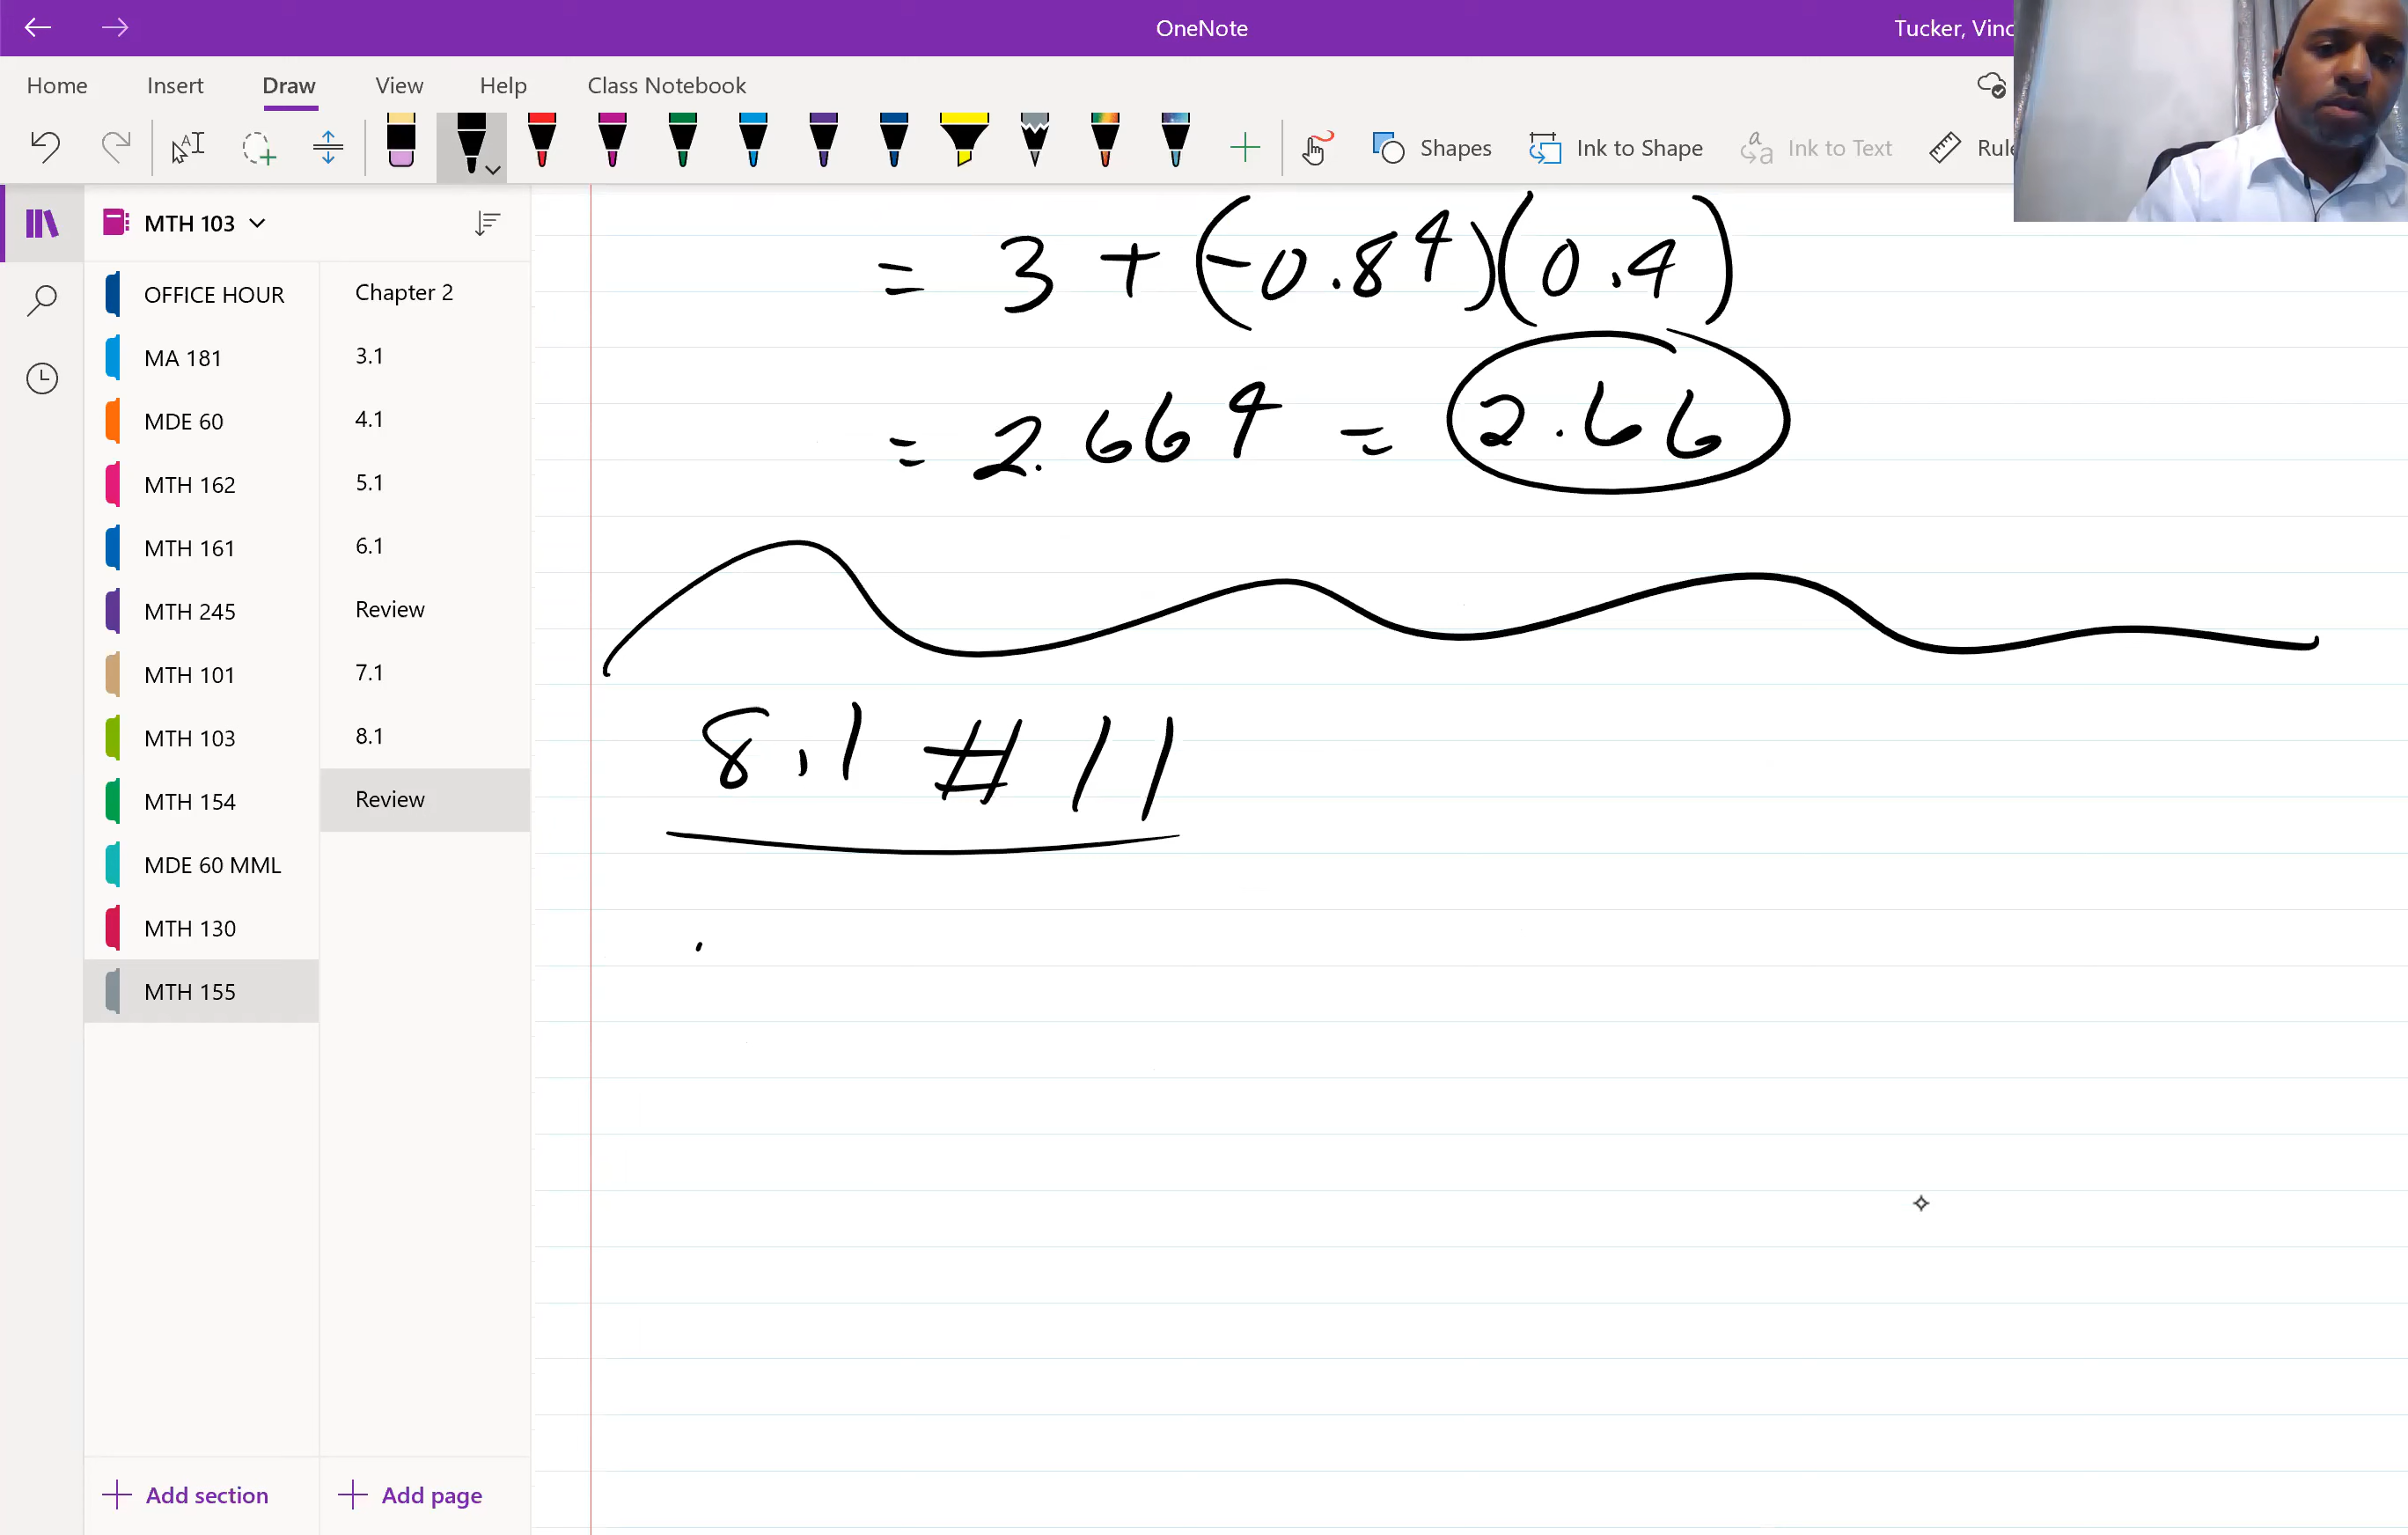 OneNote
Tucker, Vinc
Home Insert Draw View Help Class Notebook
Shapes Ink to Shape Ink to Text Rule
MTH 103
OFFICE HOUR
MA 181
MDE 60
MTH 162
MTH 161
MTH 245
MTH 101
MTH 103
MTH 154
MDE 60 MML
MTH 130
MTH 155
Add section
Chapter 2
3.1
4.1
5.1
6.1
Review
7.1
8.1
Review
Add page
= 3 + (-0.84)(0.4)
= 2.664 = 2.66
8.1 # 11